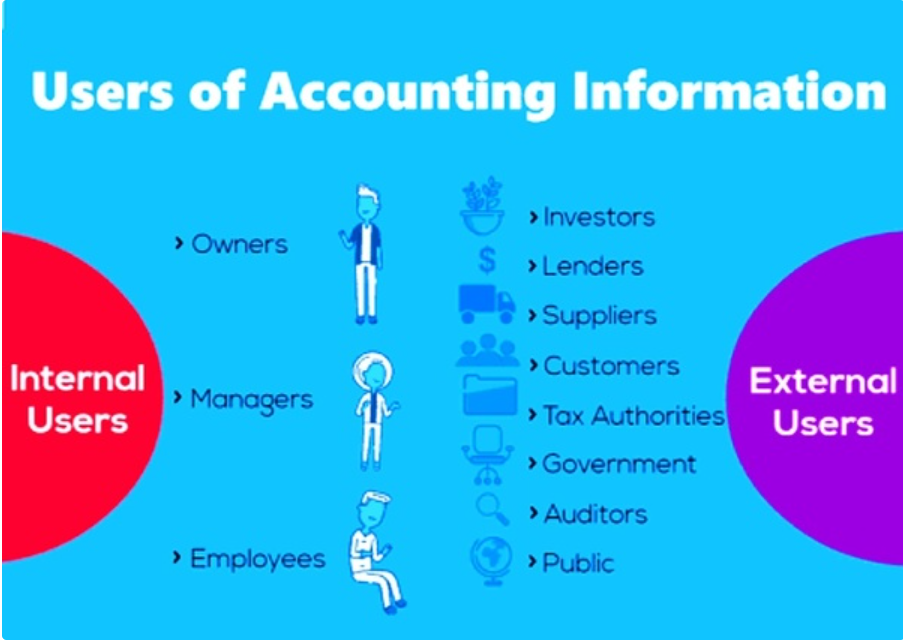 Users of Accounting Information
Internal
Users
› Owners
› Managers
› Employees
$
› Investors
› Lenders
› Suppliers
› Customers
› Tax Authorities
› Government
› Auditors
› Public
External
Users